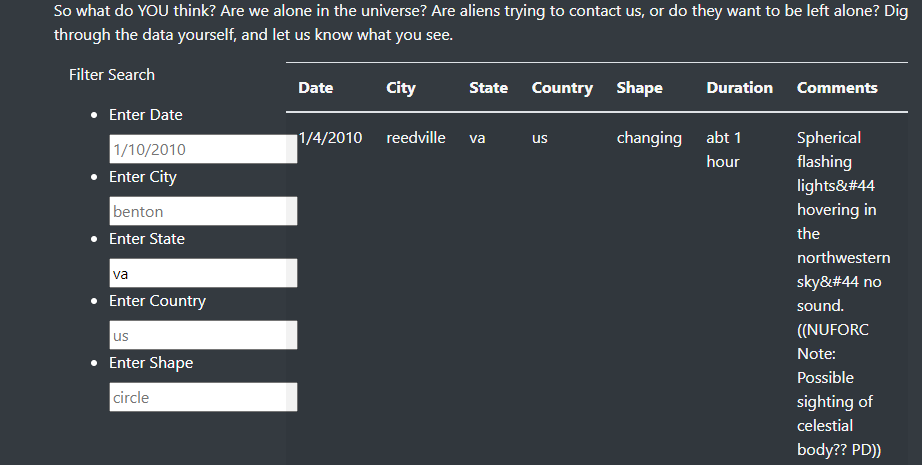 So what do YOU think? Are we alone in the universe? Are aliens trying to contact us, or do they want to be left alone? Dig
through the data yourself, and let us know what you see.
Filter Search
Enter Date
1/10/2010
Enter City
benton
Enter State
va
Enter Country
us
Enter Shape
circle
Date City State Country Shape Duration Comments
1/4/2010 reedville va us changing abt 1 Spherical
hour flashing
lights&#44
hovering in
the
northwestern
sky&#44 no
sound.
((NUFORC
Note:
Possible
sighting of
celestial
body?? PD))